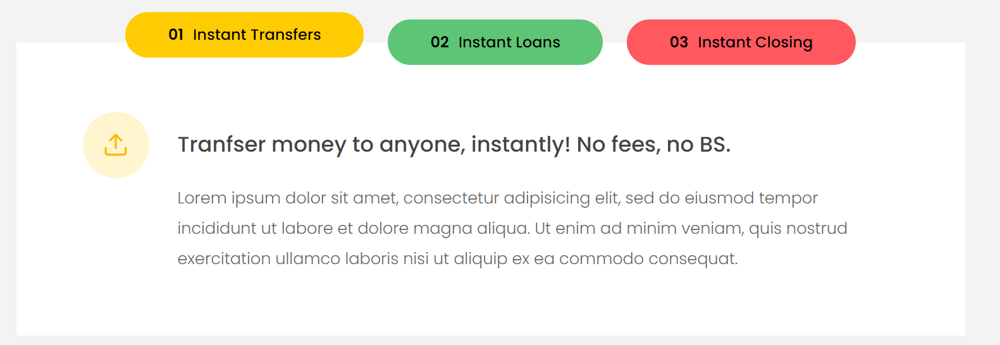 01 Instant Transfers
02 Instant Loans
03 Instant Closing
Tranfser money to anyone, instantly! No fees, no BS.
Lorem ipsum dolor sit amet, consectetur adipisicing elit, sed do eiusmod tempor
incididunt ut labore et dolore magna aliqua. Ut enim ad minim veniam, quis nostrud
exercitation ullamco laboris nisi ut aliquip ex ea commodo consequat.